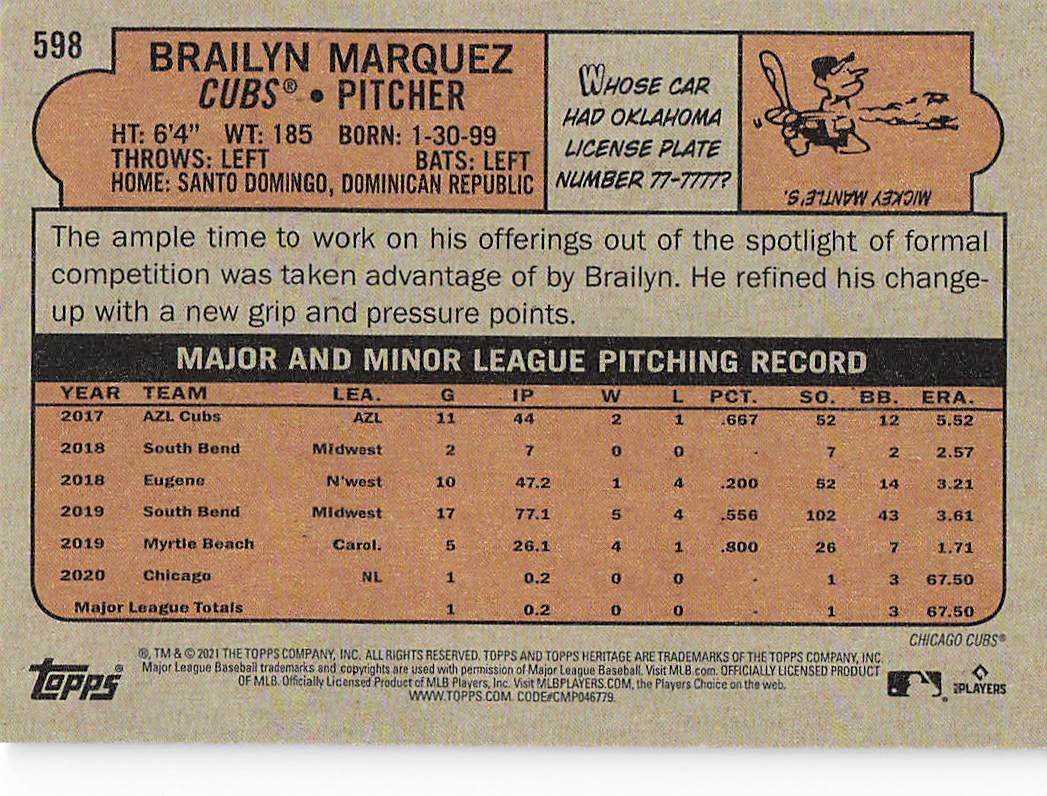 598
BRAILYN MARQUEZ
CUBS® • PITCHER
HT: 6'4" WT: 185 BORN: 1-30-99
THROWS: LEFT BATS: LEFT
HOME: SANTO DOMINGO, DOMINICAN REPUBLIC
WHOSE CAR
HAD OKLAHOMA
LICENSE PLATE
NUMBER 77-7777?
MICKEY MANTLE'S.
The ample time to work on his offerings out of the spotlight of formal
competition was taken advantage of by Brailyn. He refined his change-
up with a new grip and pressure points.
MAJOR AND MINOR LEAGUE PITCHING RECORD
YEAR TEAM LEA. G IP W L PCT. SO. BB. ERA.
2017 AZL Cubs AZL 11 44 2 1 .667 52 12 5.52
2018 South Bend Midwest 2 7 0 0 - 7 2 2.57
2018 Eugene N'west 10 47.2 1 4 .200 52 14 3.21
2019 South Bend Midwest 17 77.1 5 4 .556 102 43 3.61
2019 Myrtle Beach Carol. 5 26.1 4 1 .800 26 7 1.71
2020 Chicago NL 1 0.2 0 0 - 1 3 67.50
Major League Totals 1 0.2 0 0 - 1 3 67.50
CHICAGO CUBS®
®, TM & © 2021 THE TOPPS COMPANY, INC. ALL RIGHTS RESERVED. TOPPS AND TOPPS HERITAGE ARE TRADEMARKS OF THE TOPPS COMPANY, INC.
Major League Baseball trademarks and copyrights are used with permission of Major League Baseball. Visit MLB.com. OFFICIALLY LICENSED PRODUCT
OF MLB. Officially Licensed Product of MLB Players, Inc. Visit MLBPLAYERS.COM, the Players Choice on the web.
WWW.TOPPS.COM. CODE#CMP046779.
Topps®
MLB PLAYERS